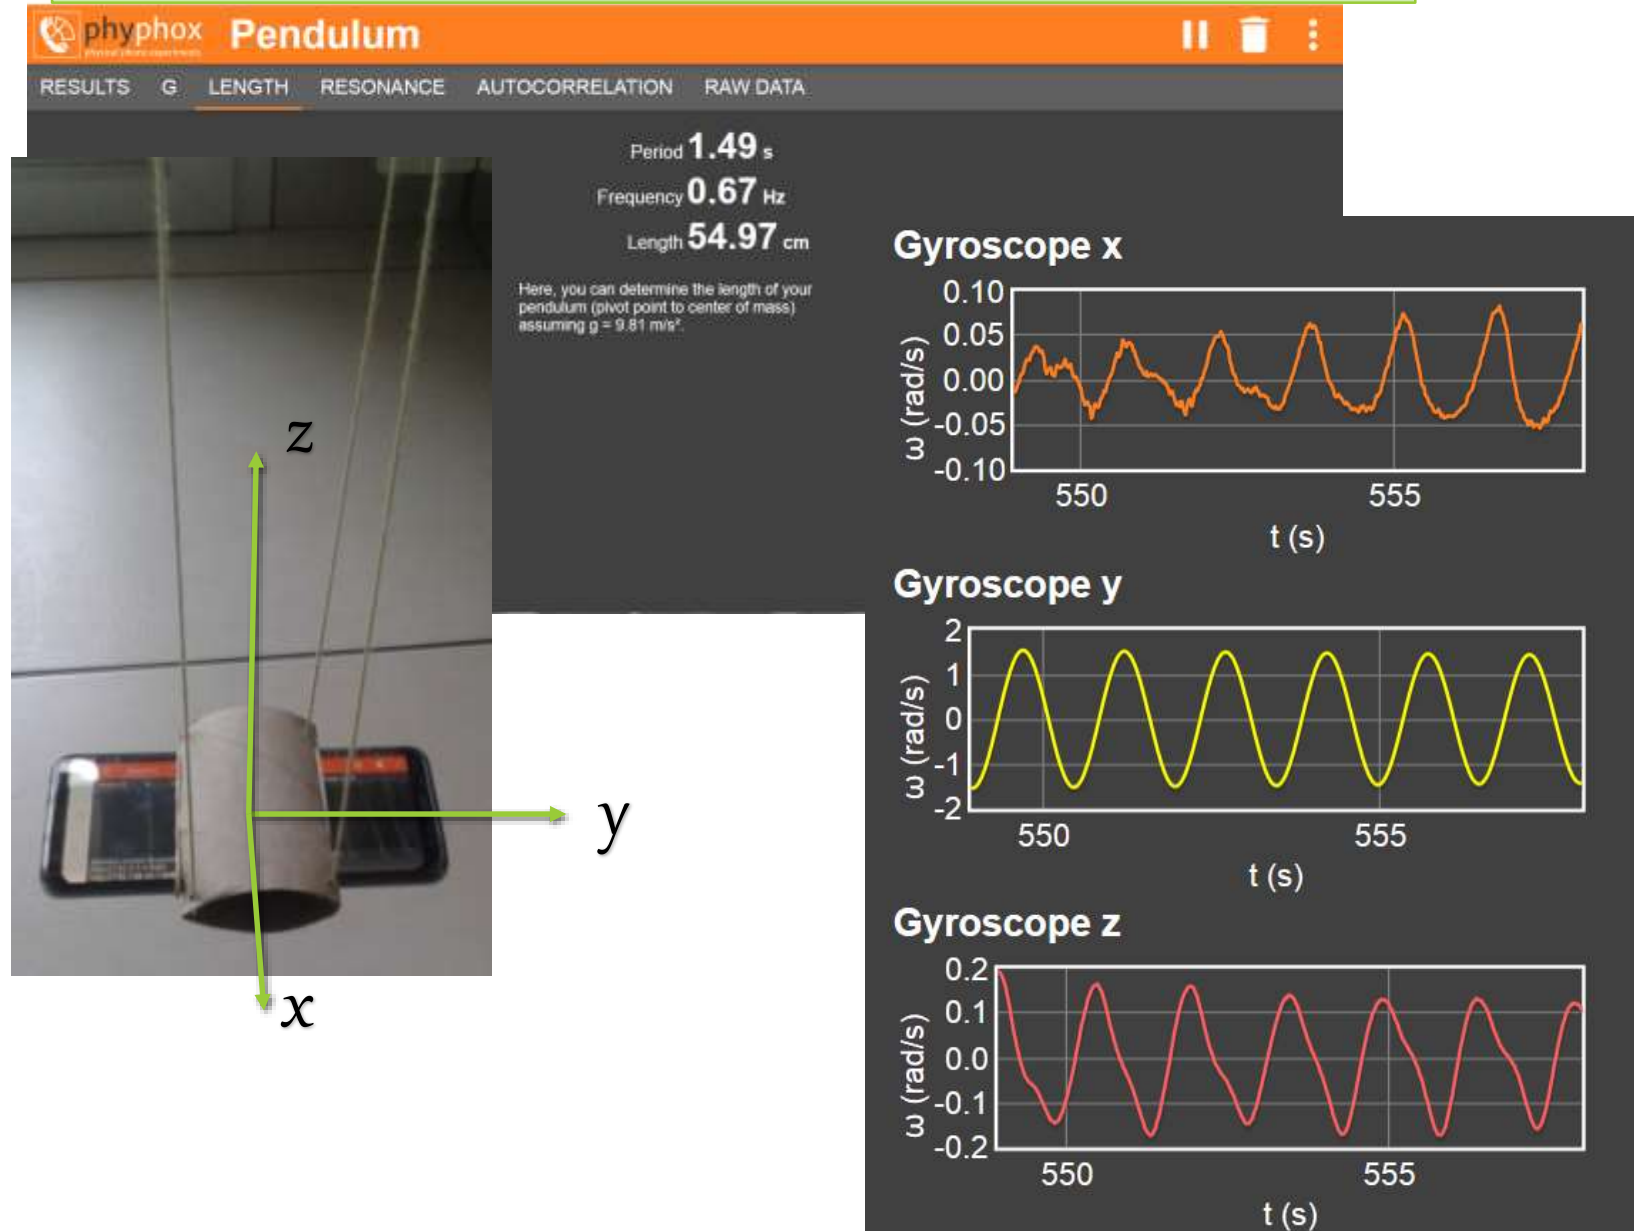 phyphox Pendulum
RESULTS G LENGTH RESONANCE AUTOCORRELATION RAW DATA
Period 1.49 s
Frequency 0.67 Hz
Length 54.97 cm
Here, you can determine the length of your
pendulum (pivot point to center of mass)
assuming g = 9.81 m/s².
z
y
x
Gyroscope x
ω (rad/s)
0.10
0.05
0.00
-0.05
-0.10
550 555
t (s)
Gyroscope y
ω (rad/s)
2
1
0
-1
-2
550 555
t (s)
Gyroscope z
ω (rad/s)
0.2
0.1
0.0
-0.1
-0.2
550 555
t (s)